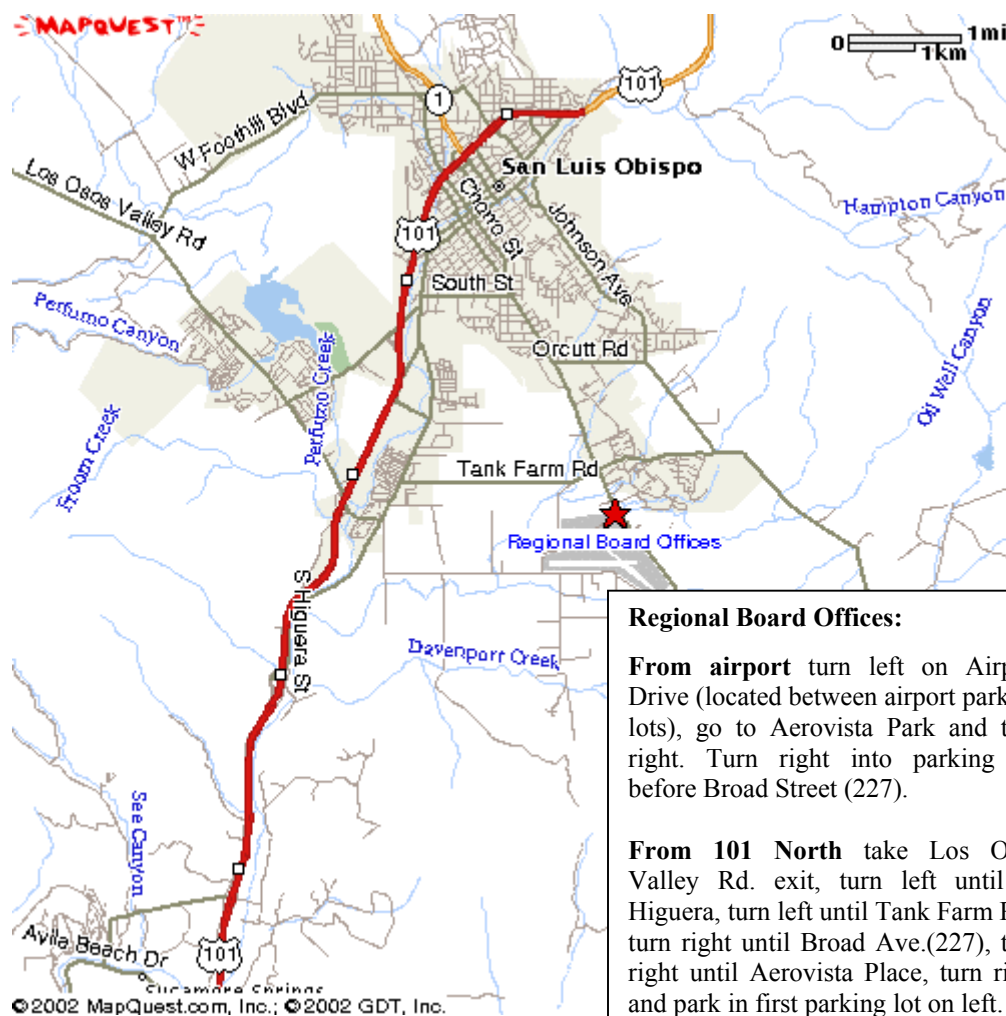 MAPQUEST
0 1mi
1km
101
1
W Foothill Blvd
San Luis Obispo
Los Osos Valley Rd
Chorro St
Johnson Ave
Hampton Canyon
101
South St
Perfumo Canyon
Perfumo Creek
Orcutt Rd
Oil Well Canyon
Froom Creek
Tank Farm Rd
Regional Board Offices
S Higuera St
Davenport Creek
See Canyon
Avila Beach Dr
101
Sycamore Springs
©2002 MapQuest.com, Inc.; ©2002 GDT, Inc.
Regional Board Offices:
From airport turn left on Airp
Drive (located between airport park
lots), go to Aerovista Park and t
right. Turn right into parking
before Broad Street (227).
From 101 North take Los O
Valley Rd. exit, turn left until
Higuera, turn left until Tank Farm
turn right until Broad Ave.(227), t
right until Aerovista Place, turn ri
and park in first parking lot on left.